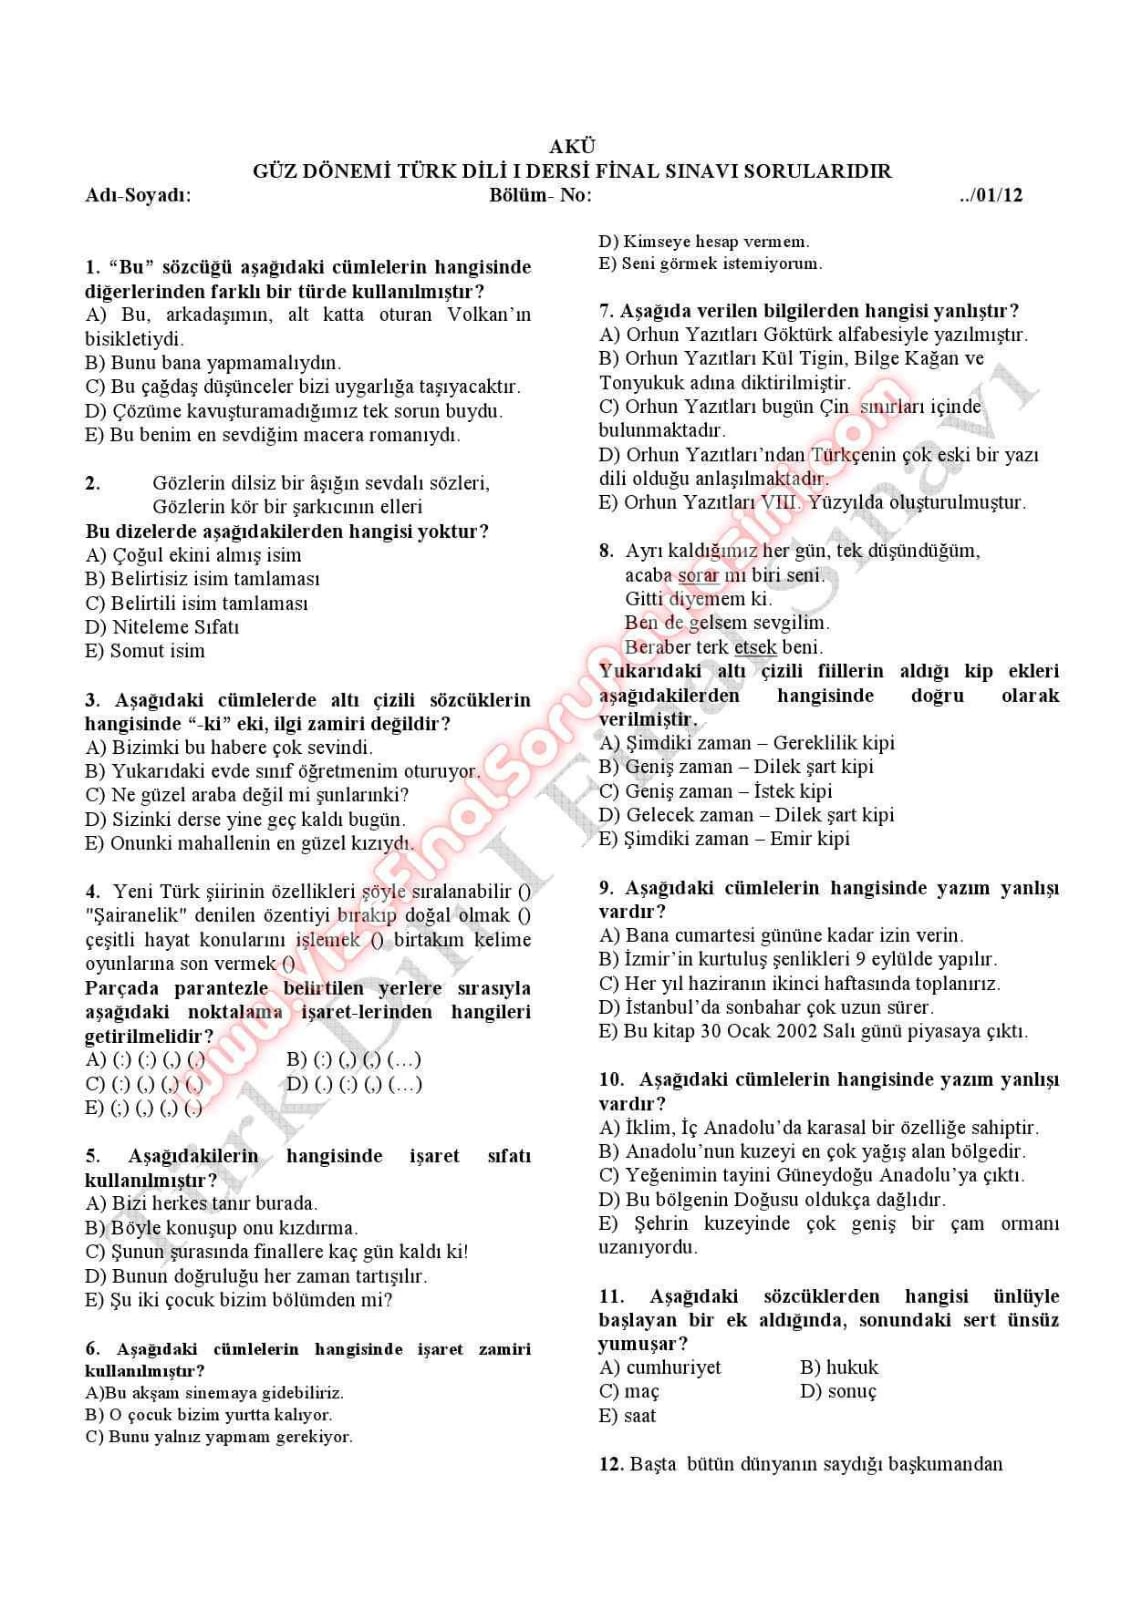 AKÜ
GÜZ DÖNEMİ TÜRK DİLİ I DERSİ FİNAL SINAVI SORULARIDIR
Adı-Soyadı: Bölüm- No: ../01/12
1. “Bu” sözcüğü aşağıdaki cümlelerin hangisinde
diğerlerinden farklı bir türde kullanılmıştır?
A) Bu, arkadaşımın, alt katta oturan Volkan’ın
bisikletiydi.
B) Bunu bana yapmamalıydın.
C) Bu çağdaş düşünceler bizi uygarlığa taşıyacaktır.
D) Çözüme kavuşturamadığımız tek sorun buydu.
E) Bu benim en sevdiğim macera romanıydı.
2. Gözlerin dilsiz bir âşığın sevdalı sözleri,
Gözlerin kör bir şarkıcının elleri
Bu dizelerde aşağıdakilerden hangisi yoktur?
A) Çoğul ekini almış isim
B) Belirtisiz isim tamlaması
C) Belirtili isim tamlaması
D) Niteleme Sıfatı
E) Somut isim
3. Aşağıdaki cümlelerde altı çizili sözcüklerin
hangisinde “-ki” eki, ilgi zamiri değildir?
A) Bizimki bu habere çok sevindi.
B) Yukarıdaki evde sınıf öğretmenim oturuyor.
C) Ne güzel araba değil mi şunlarınki?
D) Sizinki derse yine geç kaldı bugün.
E) Onunki mahallenin en güzel kızıydı.
4. Yeni Türk şiirinin özellikleri şöyle sıralanabilir ()
"Şairanelik" denilen özentiyi bırakıp doğal olmak ()
çeşitli hayat konularını işlemek () birtakım kelime
oyunlarına son vermek ()
Parçada parantezle belirtilen yerlere sırasıyla
aşağıdaki noktalama işaret-lerinden hangileri
getirilmelidir?
A) (:) (:) (,) (.) B) (:) (,) (,) (…)
C) (:) (,) (,) (.) D) (.) (:) (,) (…)
E) (;) (,) (,) (.)
5. Aşağıdakilerin hangisinde işaret sıfatı
kullanılmıştır?
A) Bizi herkes tanır burada.
B) Böyle konuşup onu kızdırma.
C) Şunun şurasında finallere kaç gün kaldı ki!
D) Bunun doğruluğu her zaman tartışılır.
E) Şu iki çocuk bizim bölümden mi?
6. Aşağıdaki cümlelerin hangisinde işaret zamiri
kullanılmıştır?
A)Bu akşam sinemaya gidebiliriz.
B) O çocuk bizim yurtta kalıyor.
C) Bunu yalnız yapmam gerekiyor.
D) Kimseye hesap vermem.
E) Seni görmek istemiyorum.
7. Aşağıda verilen bilgilerden hangisi yanlıştır?
A) Orhun Yazıtları Göktürk alfabesiyle yazılmıştır.
B) Orhun Yazıtları Kül Tigin, Bilge Kağan ve
Tonyukuk adına diktirilmiştir.
C) Orhun Yazıtları bugün Çin sınırları içinde
bulunmaktadır.
D) Orhun Yazıtları’ndan Türkçenin çok eski bir yazı
dili olduğu anlaşılmaktadır.
E) Orhun Yazıtları VIII. Yüzyılda oluşturulmuştur.
8. Ayrı kaldığımız her gün, tek düşündüğüm,
acaba sorar mı biri seni.
Gitti diyemem ki.
Ben de gelsem sevgilim.
Beraber terk etsek beni.
Yukarıdaki altı çizili fiillerin aldığı kip ekleri
aşağıdakilerden hangisinde doğru olarak
verilmiştir.
A) Şimdiki zaman – Gereklilik kipi
B) Geniş zaman – Dilek şart kipi
C) Geniş zaman – İstek kipi
D) Gelecek zaman – Dilek şart kipi
E) Şimdiki zaman – Emir kipi
9. Aşağıdaki cümlelerin hangisinde yazım yanlışı
vardır?
A) Bana cumartesi gününe kadar izin verin.
B) İzmir’in kurtuluş şenlikleri 9 eylülde yapılır.
C) Her yıl haziranın ikinci haftasında toplanırız.
D) İstanbul’da sonbahar çok uzun sürer.
E) Bu kitap 30 Ocak 2002 Salı günü piyasaya çıktı.
10. Aşağıdaki cümlelerin hangisinde yazım yanlışı
vardır?
A) İklim, İç Anadolu’da karasal bir özelliğe sahiptir.
B) Anadolu’nun kuzeyi en çok yağış alan bölgedir.
C) Yeğenimin tayini Güneydoğu Anadolu’ya çıktı.
D) Bu bölgenin Doğusu oldukça dağlıdır.
E) Şehrin kuzeyinde çok geniş bir çam ormanı
uzanıyordu.
11. Aşağıdaki sözcüklerden hangisi ünlüyle
başlayan bir ek aldığında, sonundaki sert ünsüz
yumuşar?
A) cumhuriyet B) hukuk
C) maç D) sonuç
E) saat
12. Başta bütün dünyanın saydığı başkumandan
www.VizeFinalSoruPaylasimi.com
Türk Dili I Final Sınavı